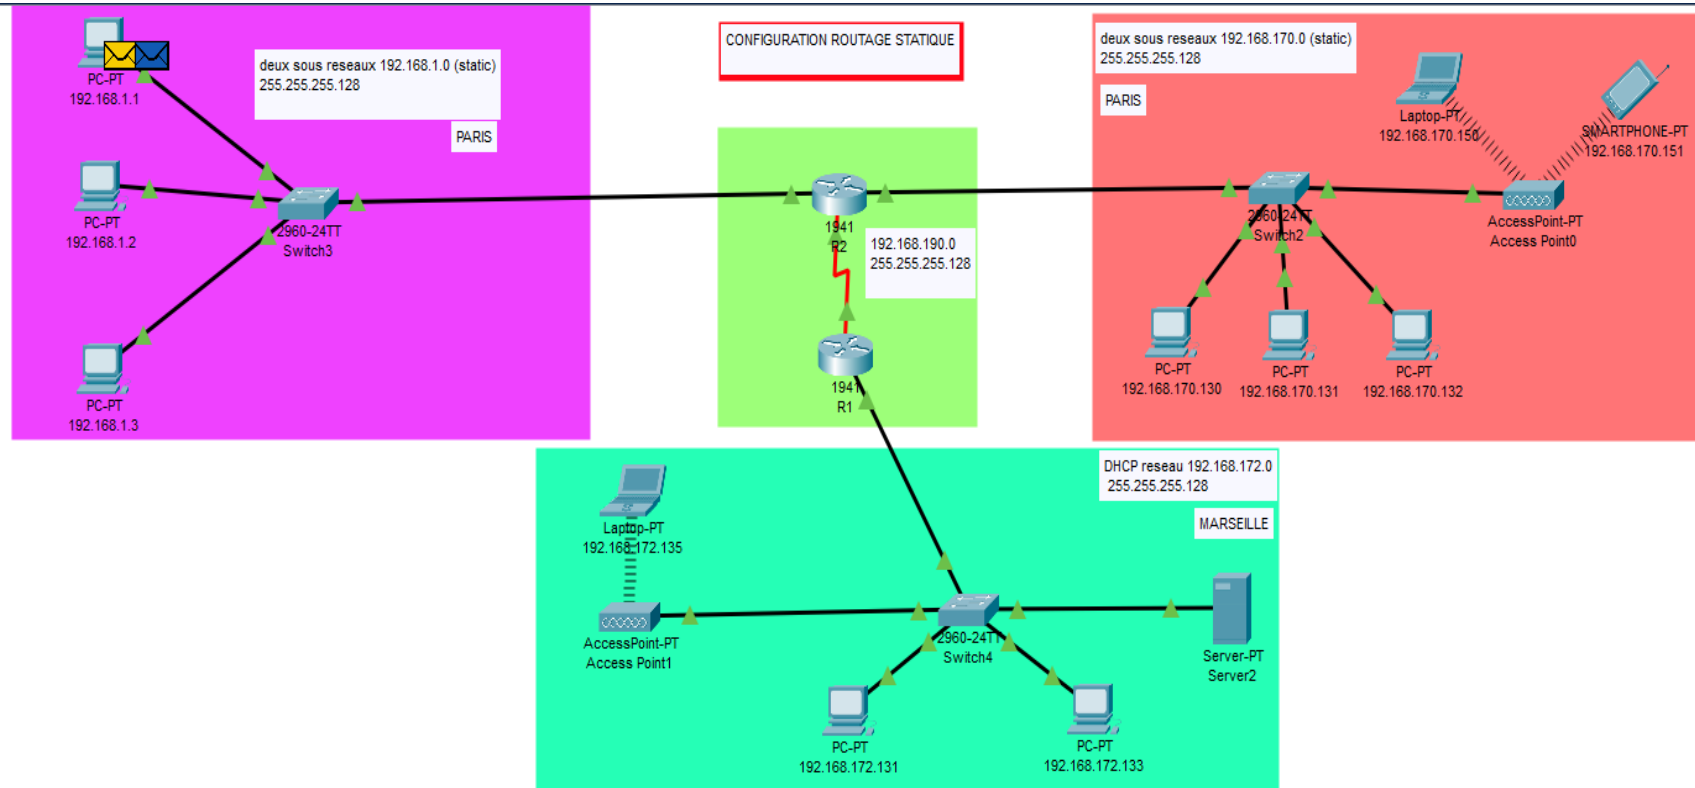 CONFIGURATION ROUTAGE STATIQUE
deux sous reseaux 192.168.1.0 (static)
255.255.255.128
PARIS
PC-PT
192.168.1.1
PC-PT
192.168.1.2
PC-PT
192.168.1.3
2960-24TT
Switch3
1941
R2
192.168.190.0
255.255.255.128
1941
R1
deux sous reseaux 192.168.170.0 (static)
255.255.255.128
PARIS
Laptop-PT
192.168.170.150
SMARTPHONE-PT
192.168.170.151
2960-24TT
Switch2
AccessPoint-PT
Access Point0
PC-PT
192.168.170.130
PC-PT
192.168.170.131
PC-PT
192.168.170.132
DHCP reseau 192.168.172.0
255.255.255.128
MARSEILLE
Laptop-PT
192.168.172.135
AccessPoint-PT
Access Point1
2960-24TT
Switch4
Server-PT
Server2
PC-PT
192.168.172.131
PC-PT
192.168.172.133